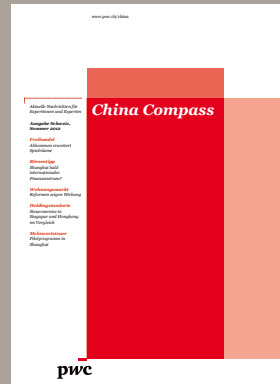 www.pwc.ch/china
Aktuelle Nachrichten für
Expertinnen und Experten
China Compass
Ausgabe Schweiz,
Sommer 2012
Freihandel
Abkommen erweitert
Spielräume
Börsentipp
Shanghai bald
internationales
Finanzzentrum?
Wohnungsmarkt
Reformen zeigen Wirkung
Holdingstandorte
Steueranreize in
Singapur und Hongkong
im Vergleich
Mehrwertsteuer
Pilotprogramm in
Shanghai
pwc